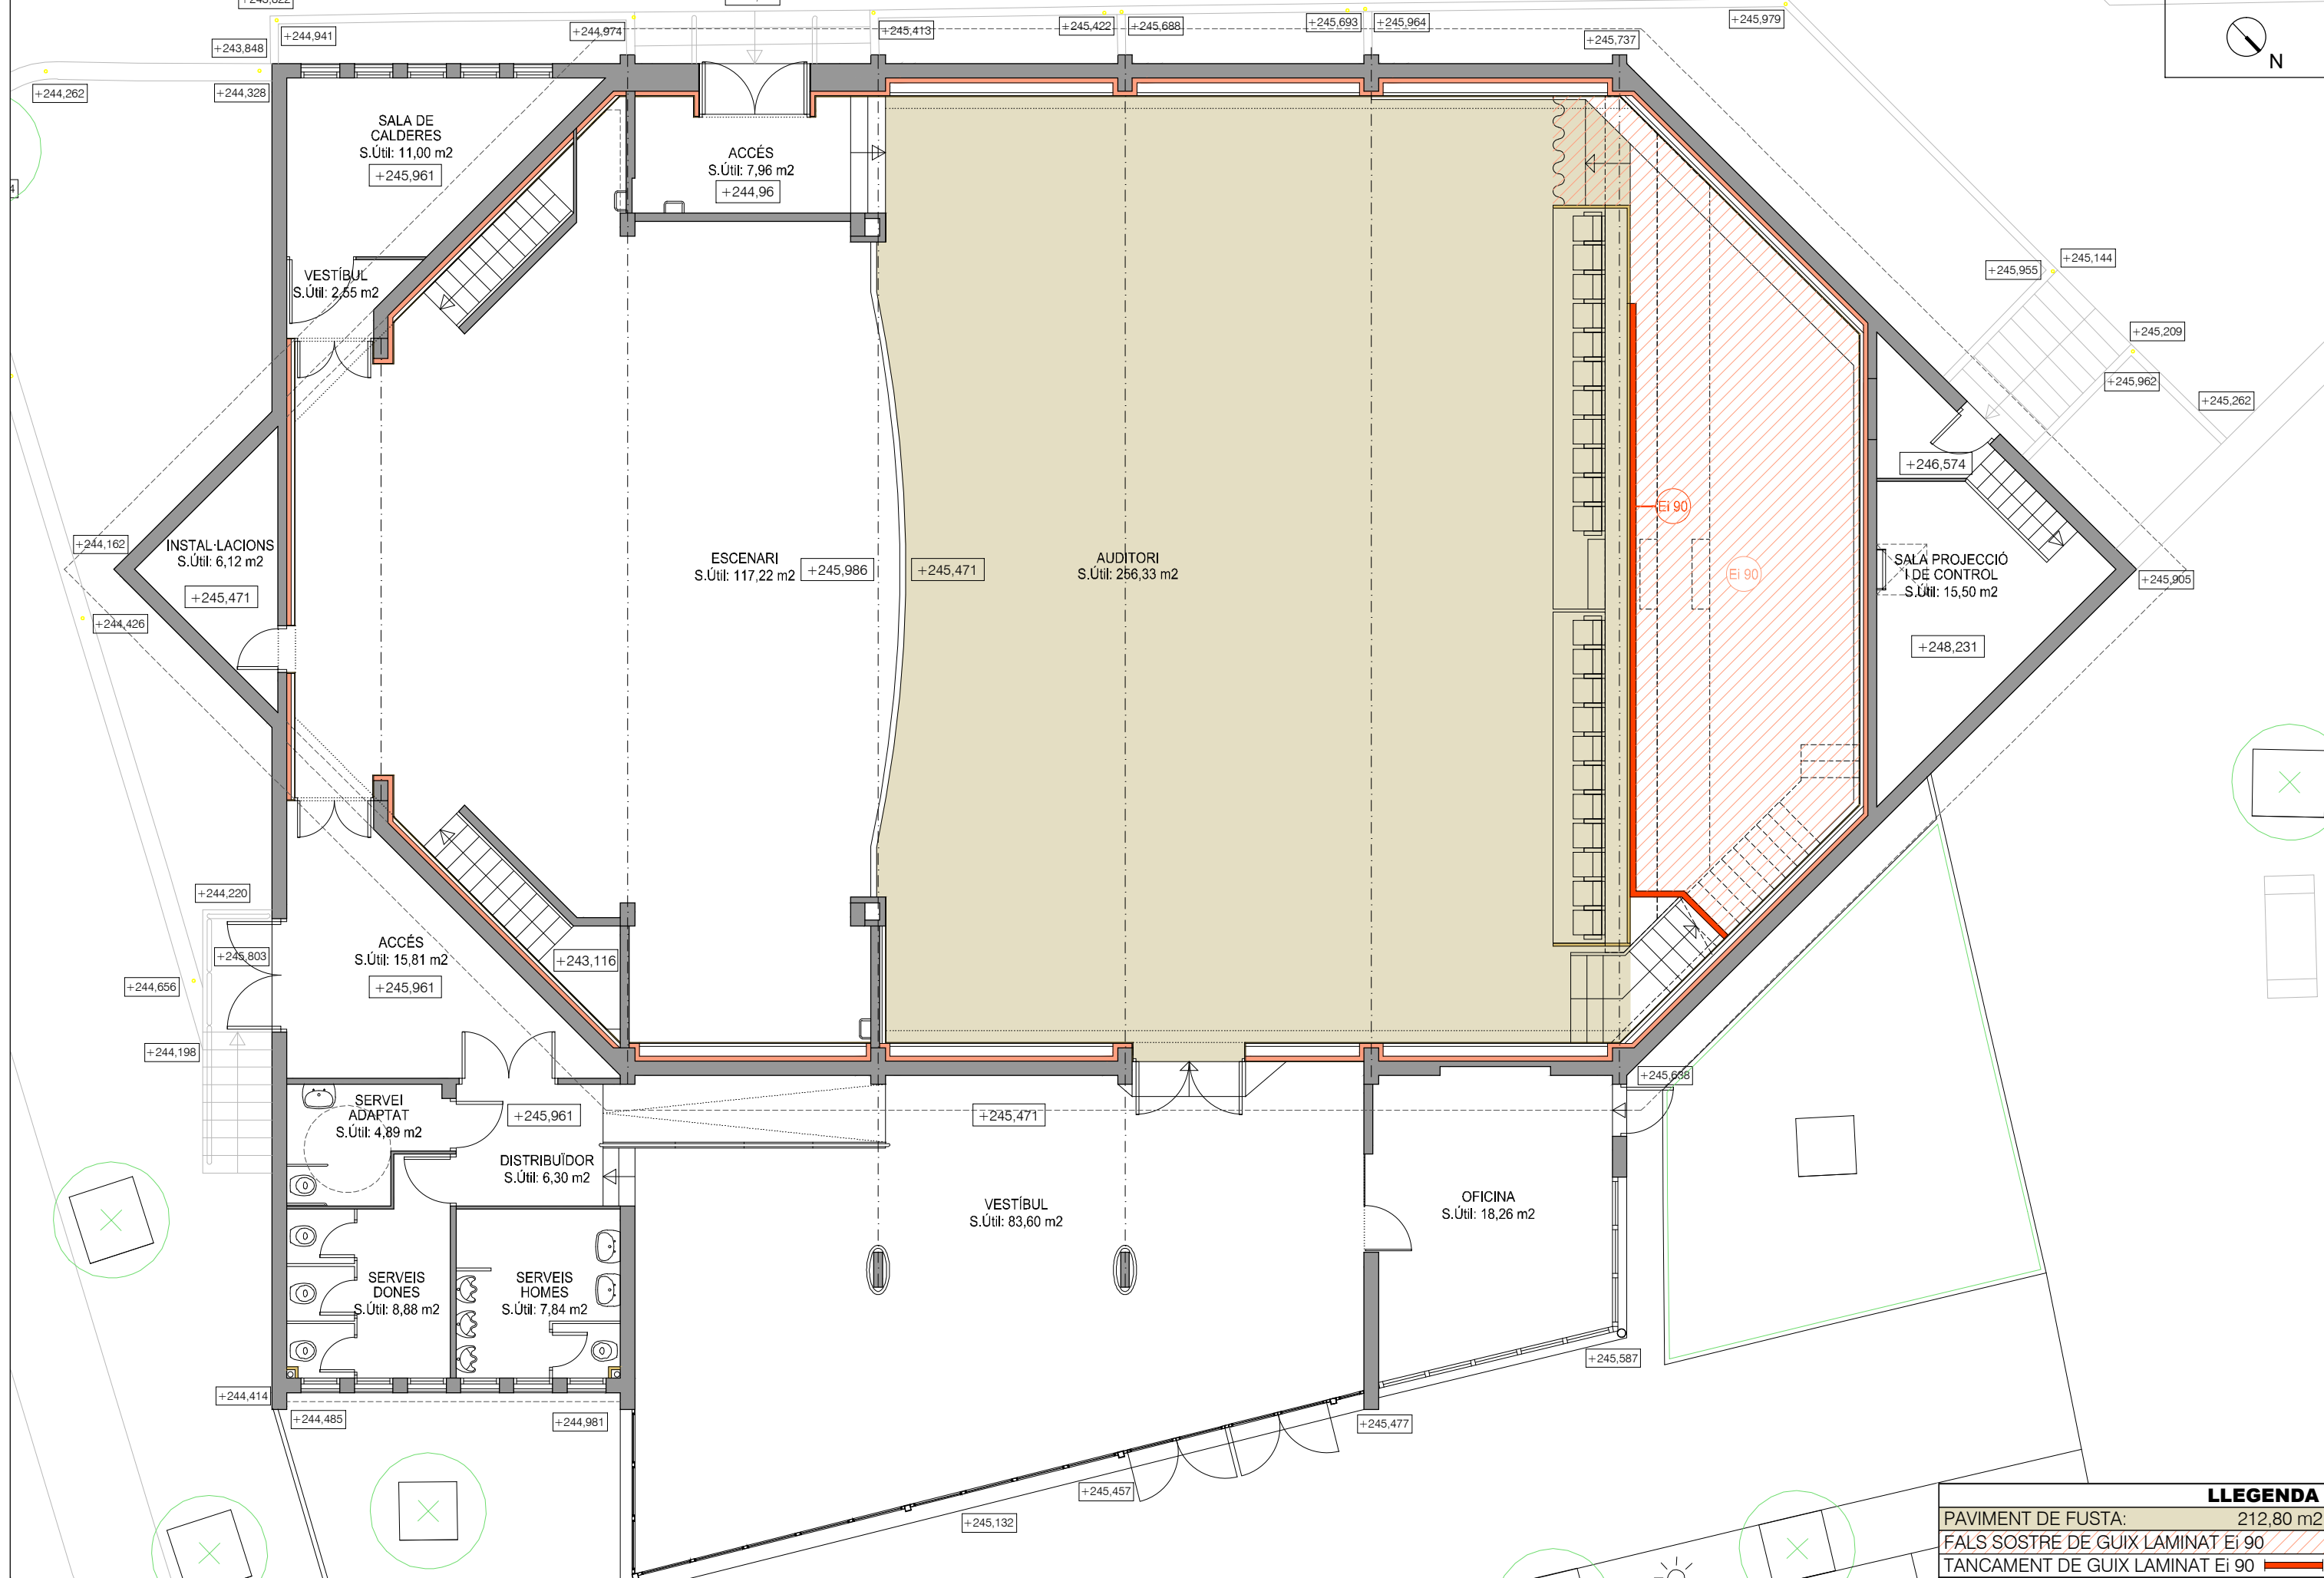 +244,941
+243,848
+244,974
+245,413
+245,422
+245,688
+245,693
+245,964
+245,979
+245,737
N
+244,262
+244,328
SALA DE
CALDERES
S.Útil: 11,00 m2
+245,961
ACCÉS
S.Útil: 7,96 m2
+244,96
VESTÍBUL
S.Útil: 2,55 m2
+245,955
+245,144
+245,209
+245,962
+245,262
+246,574
Ei 90
+244,162
INSTAL·LACIONS
S.Útil: 6,12 m2
+245,471
ESCENARI
S.Útil: 117,22 m2
+245,986
+245,471
AUDITORI
S.Útil: 256,33 m2
Ei 90
SALA PROJECCIÓ
I DE CONTROL
S.Útil: 15,50 m2
+245,905
+244,426
+248,231
+244,220
+245,803
ACCÉS
S.Útil: 15,81 m2
+245,961
+243,116
+244,656
+244,198
+245,638
SERVEI
ADAPTAT
S.Útil: 4,89 m2
+245,961
+245,471
DISTRIBUÏDOR
S.Útil: 6,30 m2
VESTÍBUL
S.Útil: 83,60 m2
OFICINA
S.Útil: 18,26 m2
SERVEIS
DONES
S.Útil: 8,88 m2
SERVEIS
HOMES
S.Útil: 7,84 m2
+245,587
+244,414
+244,485
+244,981
+245,477
+245,457
+245,132
LLEGENDA
PAVIMENT DE FUSTA: 212,80 m2
FALS SOSTRE DE GUIX LAMINAT Ei 90
TANCAMENT DE GUIX LAMINAT Ei 90